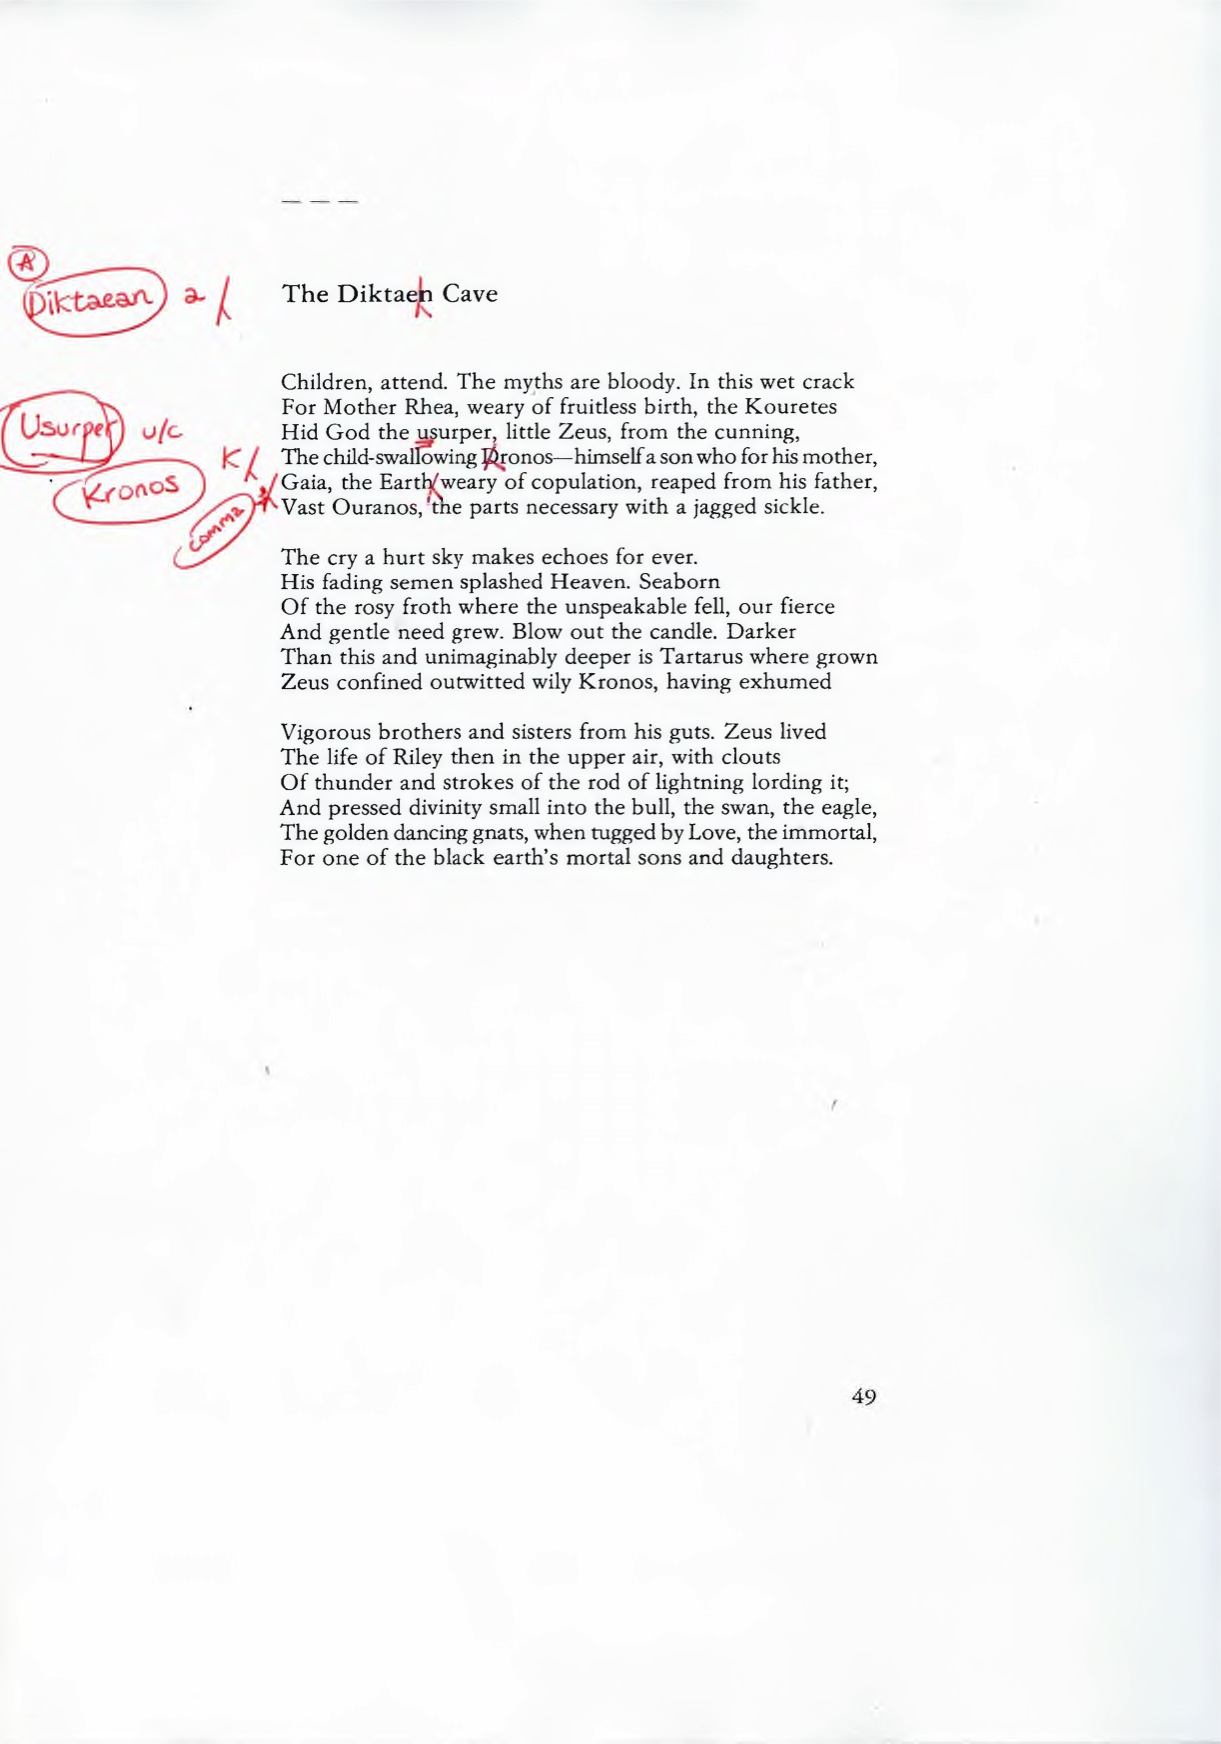 — — —
A
Diktaean a
The Diktaen Cave
Children, attend. The myths are bloody. In this wet crack
For Mother Rhea, weary of fruitless birth, the Kouretes
Usurper u/c
Hid God the usurper, little Zeus, from the cunning,
K
The child-swallowing Dronos—himself a son who for his mother,
Kronos
Gaia, the Earth weary of copulation, reaped from his father,
comma
Vast Ouranos, the parts necessary with a jagged sickle.
The cry a hurt sky makes echoes for ever.
His fading semen splashed Heaven. Seaborn
Of the rosy froth where the unspeakable fell, our fierce
And gentle need grew. Blow out the candle. Darker
Than this and unimaginably deeper is Tartarus where grown
Zeus confined outwitted wily Kronos, having exhumed
Vigorous brothers and sisters from his guts. Zeus lived
The life of Riley then in the upper air, with clouts
Of thunder and strokes of the rod of lightning lording it;
And pressed divinity small into the bull, the swan, the eagle,
The golden dancing gnats, when tugged by Love, the immortal,
For one of the black earth's mortal sons and daughters.
49